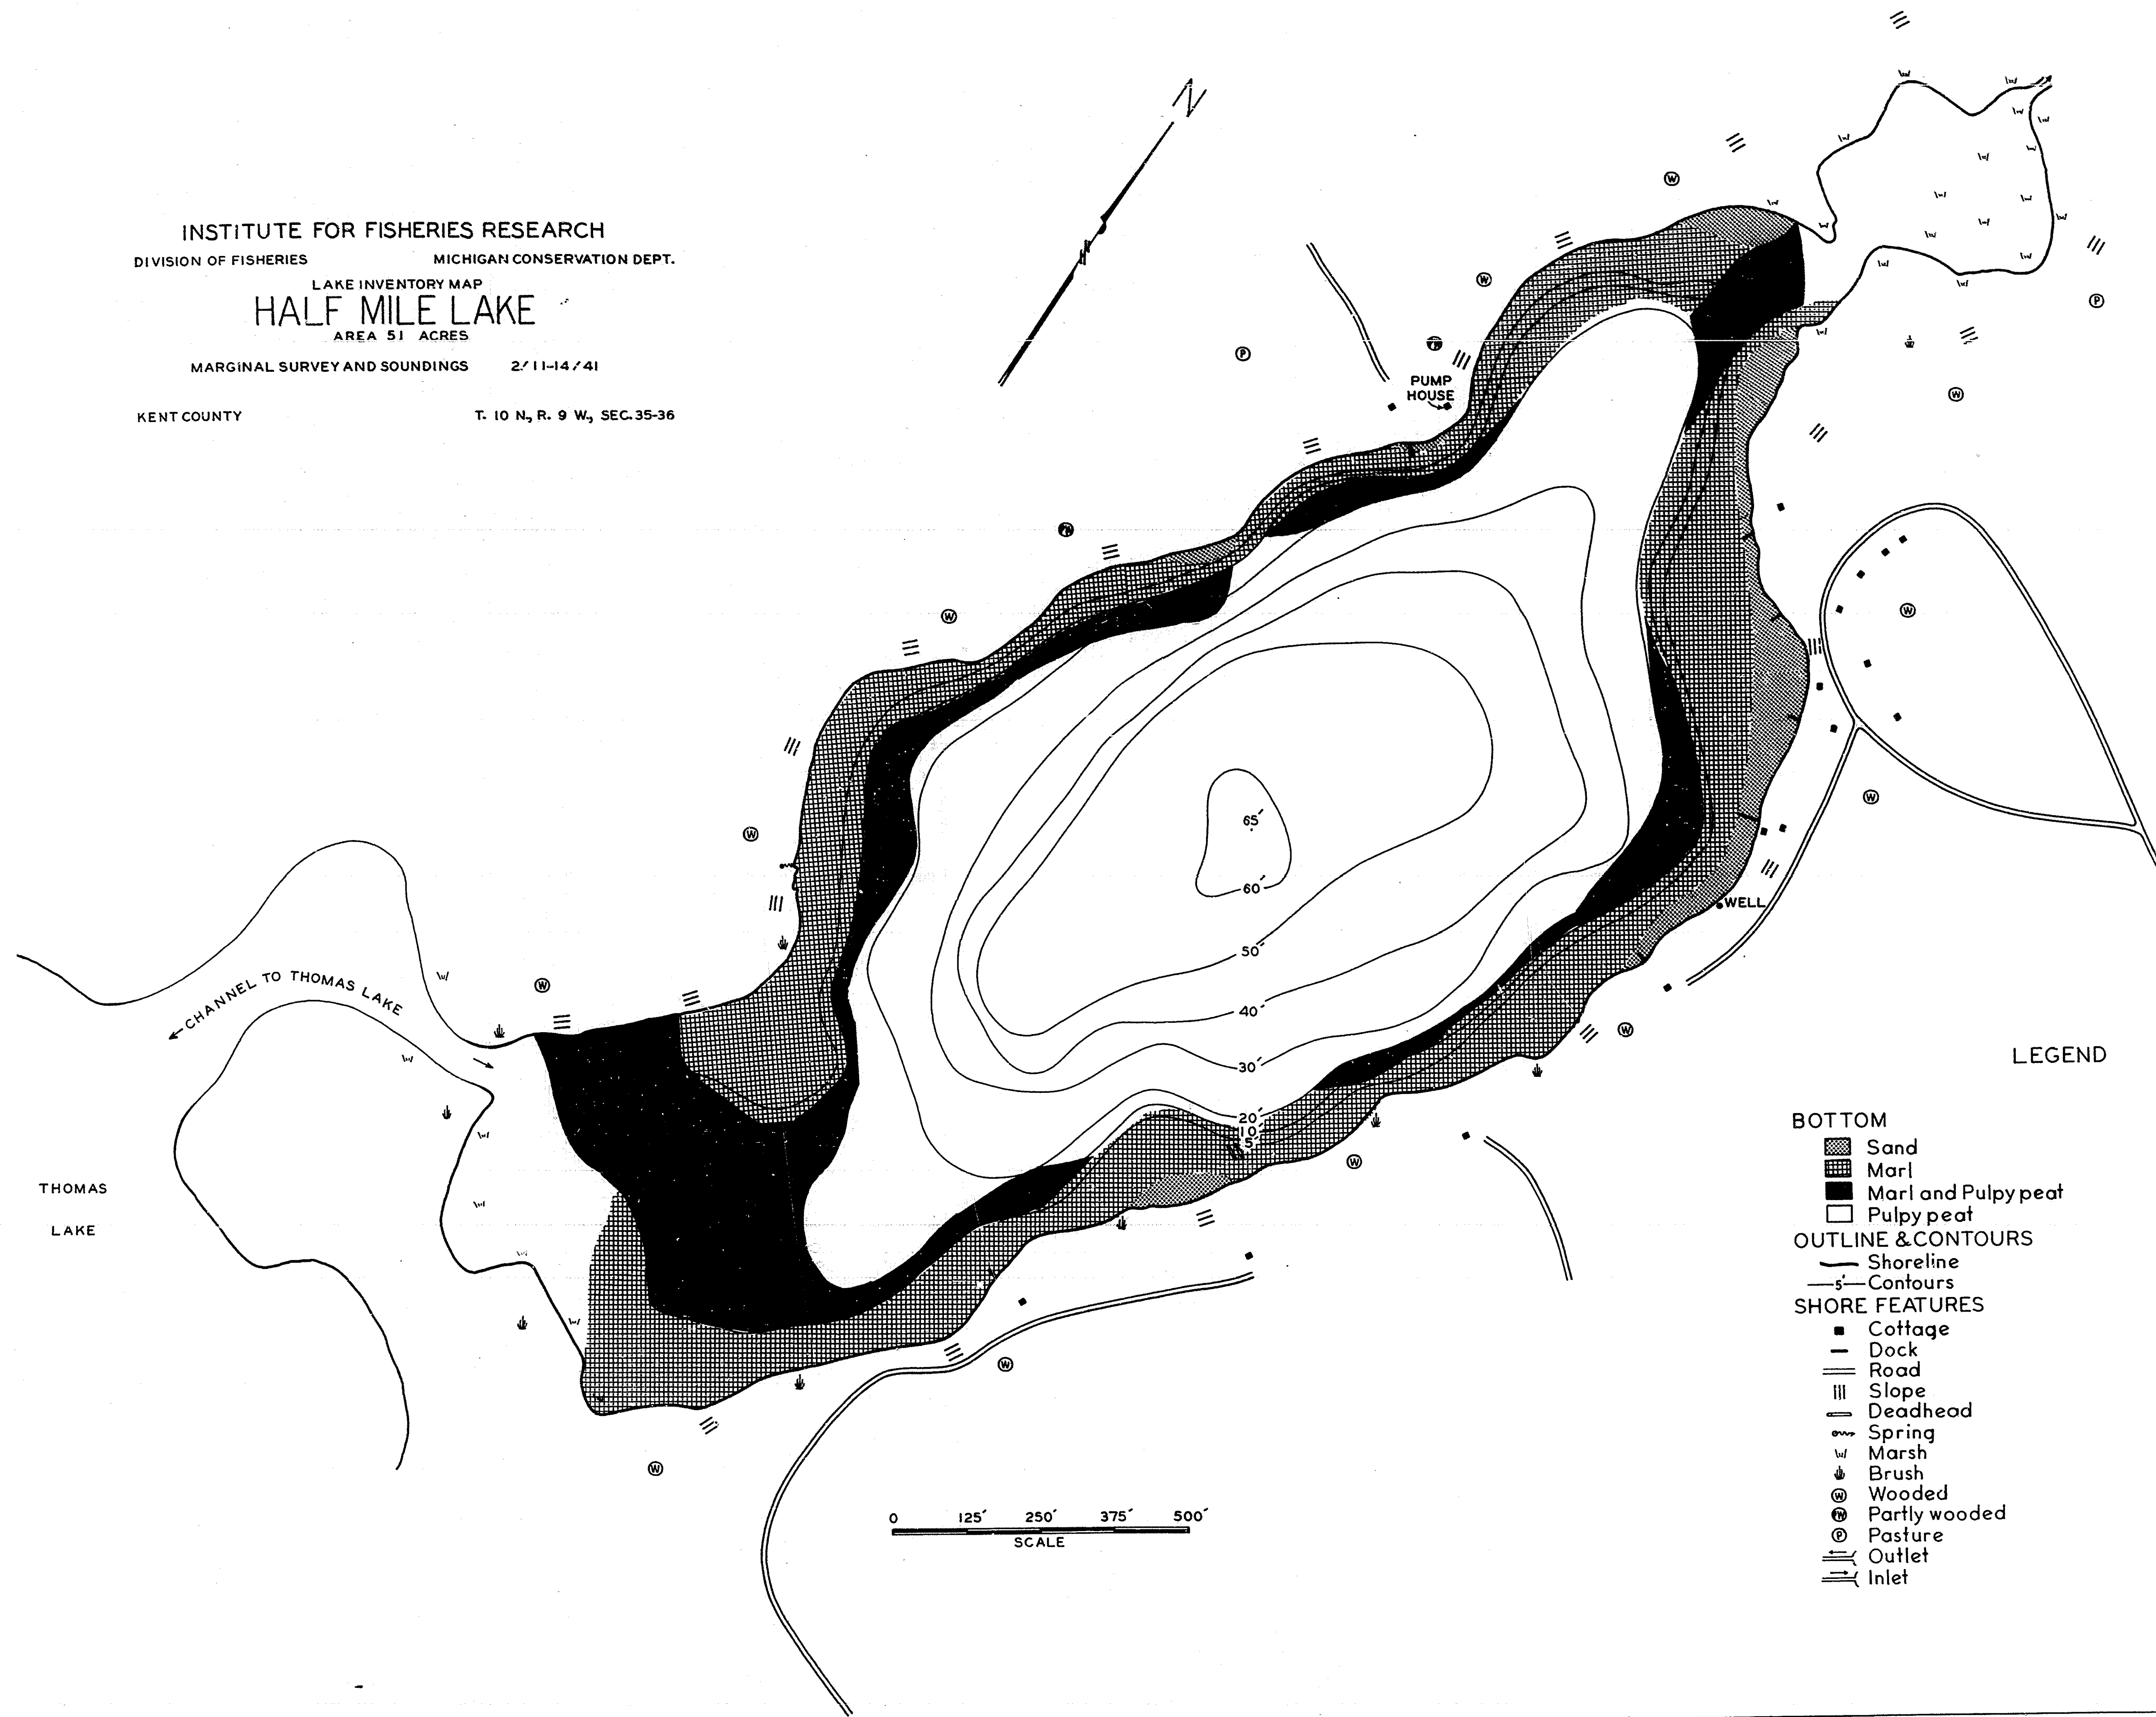 N
INSTITUTE FOR FISHERIES RESEARCH
DIVISION OF FISHERIES MICHIGAN CONSERVATION DEPT.
LAKE INVENTORY MAP
HALF MILE LAKE
AREA 51 ACRES
MARGINAL SURVEY AND SOUNDINGS 2/11-14/41
KENT COUNTY T. 10 N., R. 9 W., SEC. 35-36
W
W
P
PW
P
PUMP
HOUSE
W
PW
W
W
W
65′
W
60′
WELL
50′
W
CHANNEL TO THOMAS LAKE
40′
W
30′
20′
10′
5′
W
THOMAS
LAKE
W
W
0 125′ 250′ 375′ 500′
SCALE
LEGEND
BOTTOM
Sand
Marl
Marl and Pulpy peat
Pulpy peat
OUTLINE & CONTOURS
Shoreline
5′ Contours
SHORE FEATURES
Cottage
Dock
Road
Slope
Deadhead
Spring
Marsh
Brush
W Wooded
PW Partly wooded
P Pasture
Outlet
Inlet